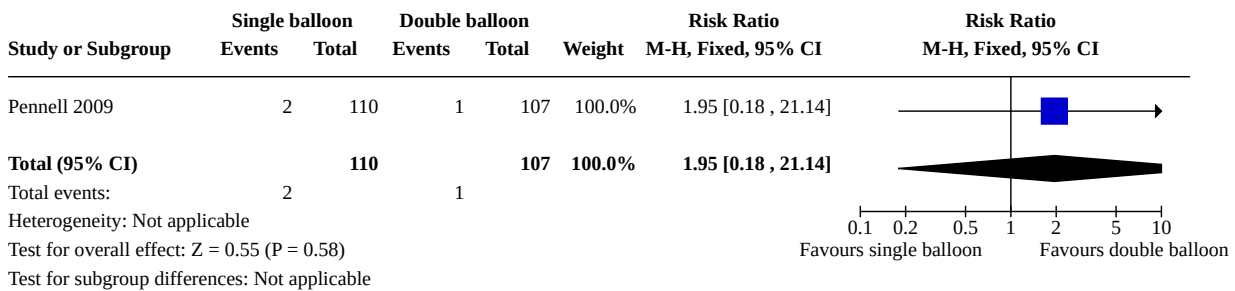 Single balloon Double balloon Risk Ratio Risk Ratio
Study or Subgroup Events Total Events Total Weight M-H, Fixed, 95% CI M-H, Fixed, 95% CI
Pennell 2009 2 110 1 107 100.0% 1.95 [0.18 , 21.14]
Total (95% CI) 110 107 100.0% 1.95 [0.18 , 21.14]
Total events: 2 1
Heterogeneity: Not applicable 0.1 0.2 0.5 1 2 5 10
Test for overall effect: Z = 0.55 (P = 0.58) Favours single balloon Favours double balloon
Test for subgroup differences: Not applicable